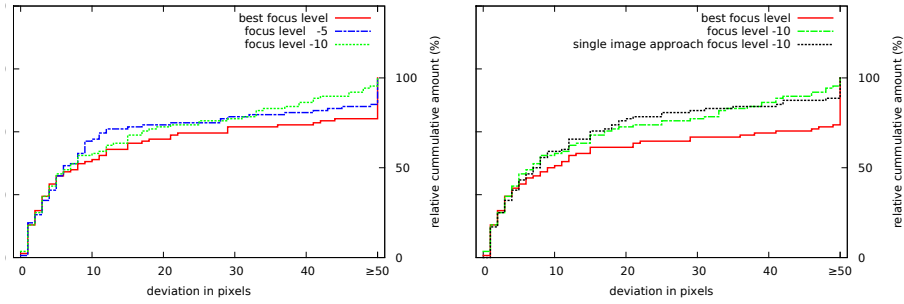 best focus level
focus level -5
focus level -10
100
50
0
relative cummulative amount (%)
0 10 20 30 40 ≥50
deviation in pixels
best focus level
focus level -10
single image approach focus level -10
100
50
0
relative cummulative amount (%)
0 10 20 30 40 ≥50
deviation in pixels